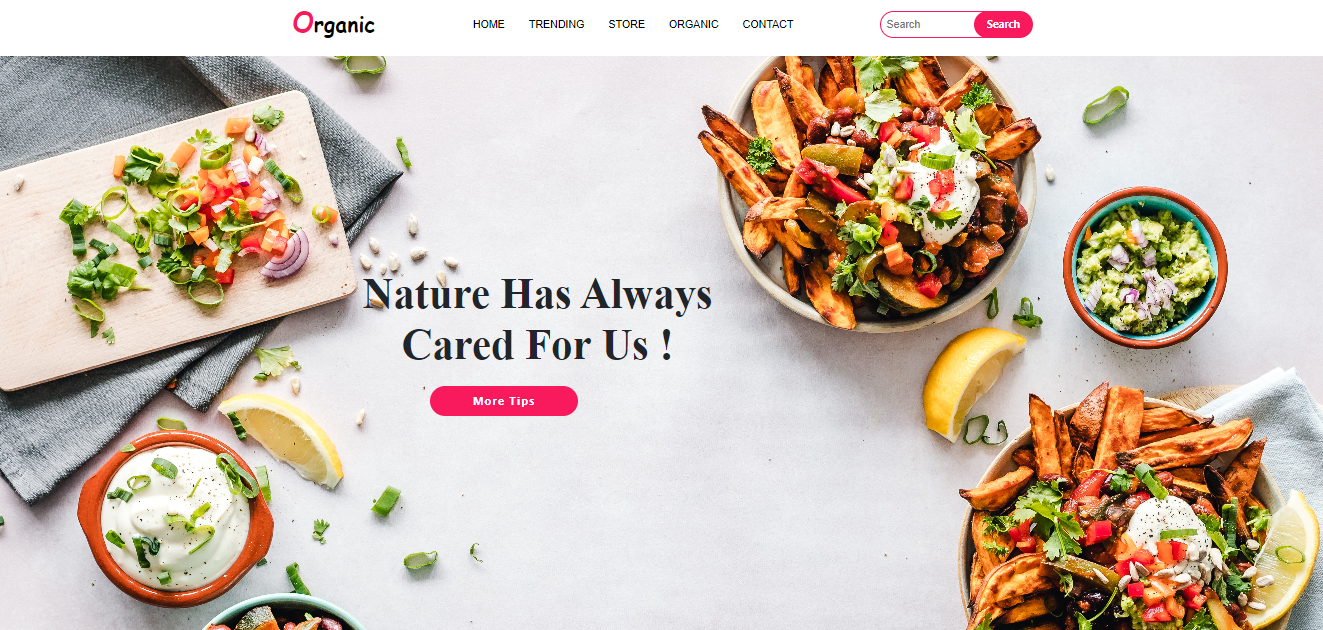 Organic
HOME
TRENDING
STORE
ORGANIC
CONTACT
Search
Search
Nature Has Always
Cared For Us !
More Tips